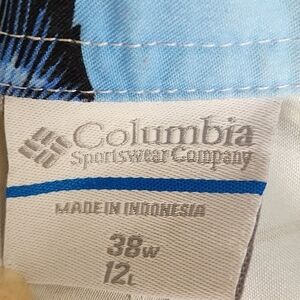 Columbia
Sportswear Company
MADE IN INDONESIA
38W
12L